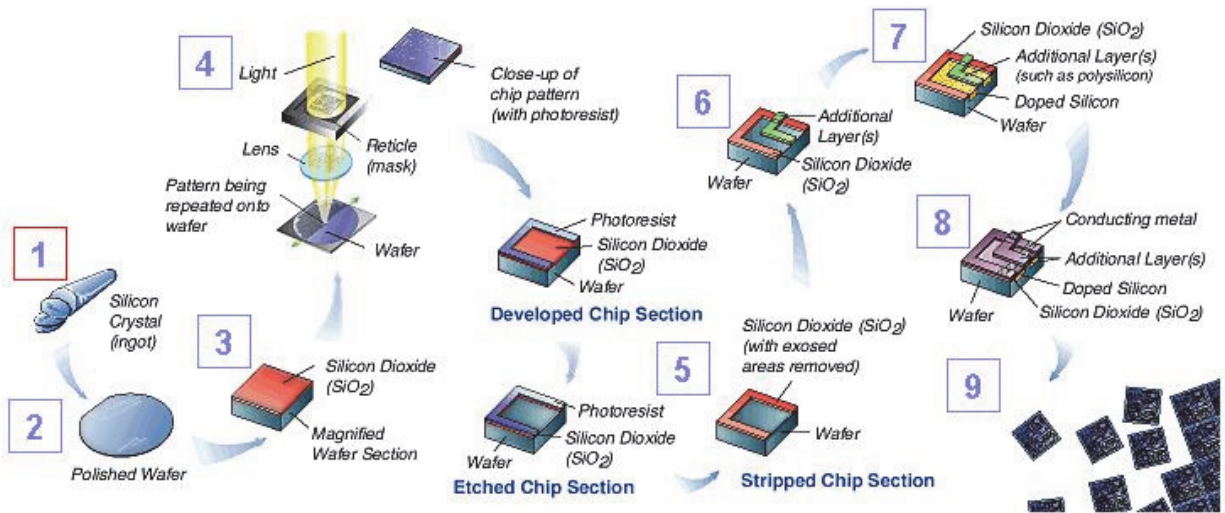 1
Silicon
Crystal
(ingot)
2
Polished Wafer
3
Silicon Dioxide
(SiO2)
Magnified
Wafer Section
4
Light
Reticle
(mask)
Lens
Pattern being
repeated onto
wafer
Wafer
Close-up of
chip pattern
(with photoresist)
Photoresist
Silicon Dioxide
(SiO2)
Wafer
Developed Chip Section
Photoresist
Silicon Dioxide
(SiO2)
Wafer
Etched Chip Section
5
Silicon Dioxide (SiO2)
(with exosed
areas removed)
Wafer
Stripped Chip Section
6
Additional
Layer(s)
Silicon Dioxide
(SiO2)
Wafer
7
Silicon Dioxide (SiO2)
Additional Layer(s)
(such as polysilicon)
Doped Silicon
Wafer
8
Conducting metal
Additional Layer(s)
Doped Silicon
Silicon Dioxide (SiO2)
Wafer
9